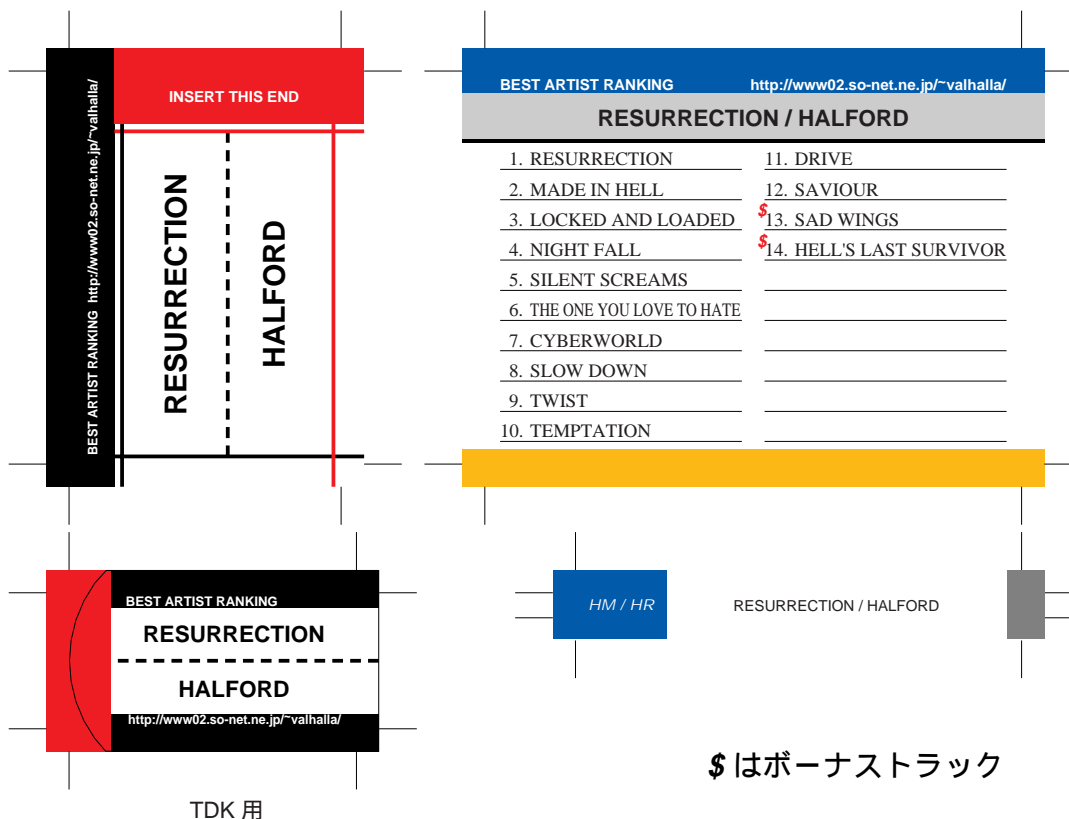 INSERT THIS END
BEST ARTIST RANKING http://www02.so-net.ne.jp/~valhalla/
RESURRECTION
HALFORD
BEST ARTIST RANKING http://www02.so-net.ne.jp/~valhalla/
RESURRECTION / HALFORD
1. RESURRECTION
2. MADE IN HELL
3. LOCKED AND LOADED
4. NIGHT FALL
5. SILENT SCREAMS
6. THE ONE YOU LOVE TO HATE
7. CYBERWORLD
8. SLOW DOWN
9. TWIST
10. TEMPTATION
11. DRIVE
12. SAVIOUR
$13. SAD WINGS
$14. HELL'S LAST SURVIVOR
BEST ARTIST RANKING
RESURRECTION
HALFORD
http://www02.so-net.ne.jp/~valhalla/
TDK 用
HM / HR
RESURRECTION / HALFORD
$ はボーナストラック